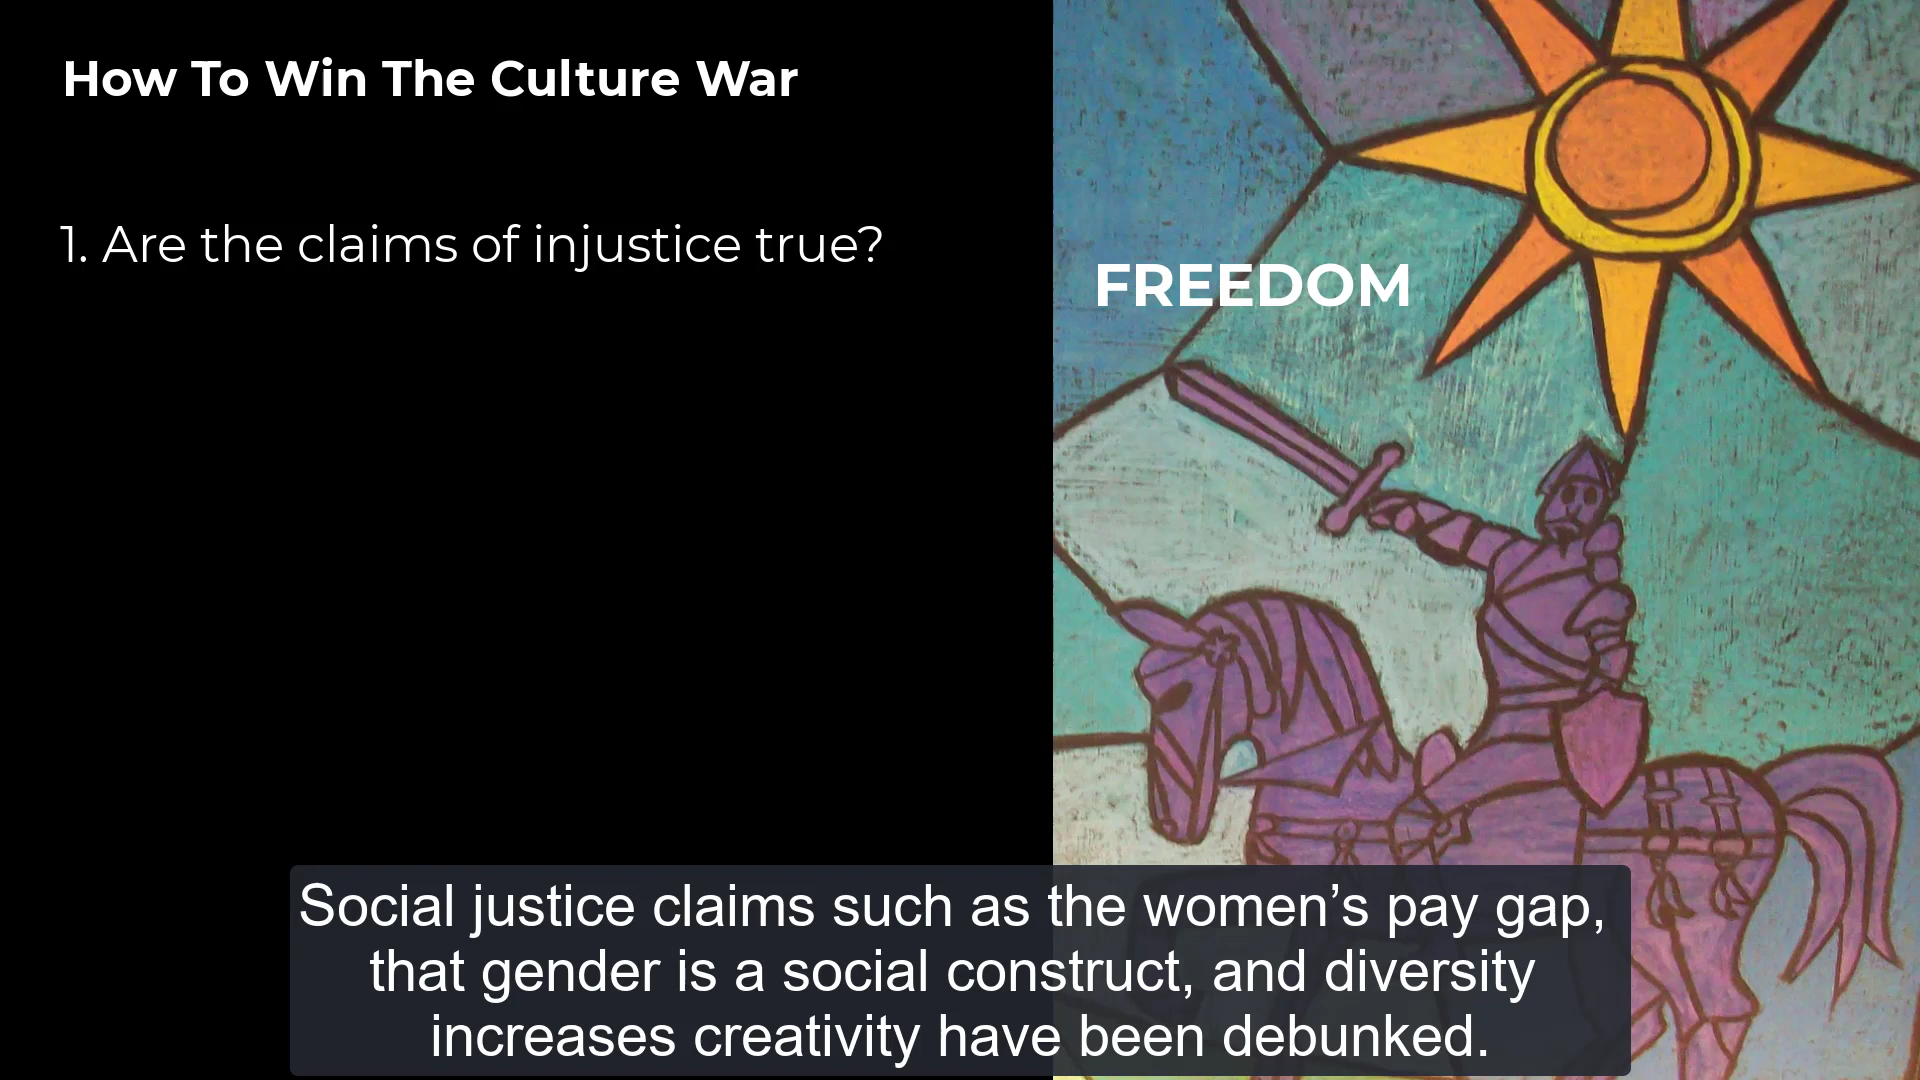 How To Win The Culture War
1. Are the claims of injustice true?
FREEDOM
Social justice claims such as the women’s pay gap,
that gender is a social construct, and diversity
increases creativity have been debunked.